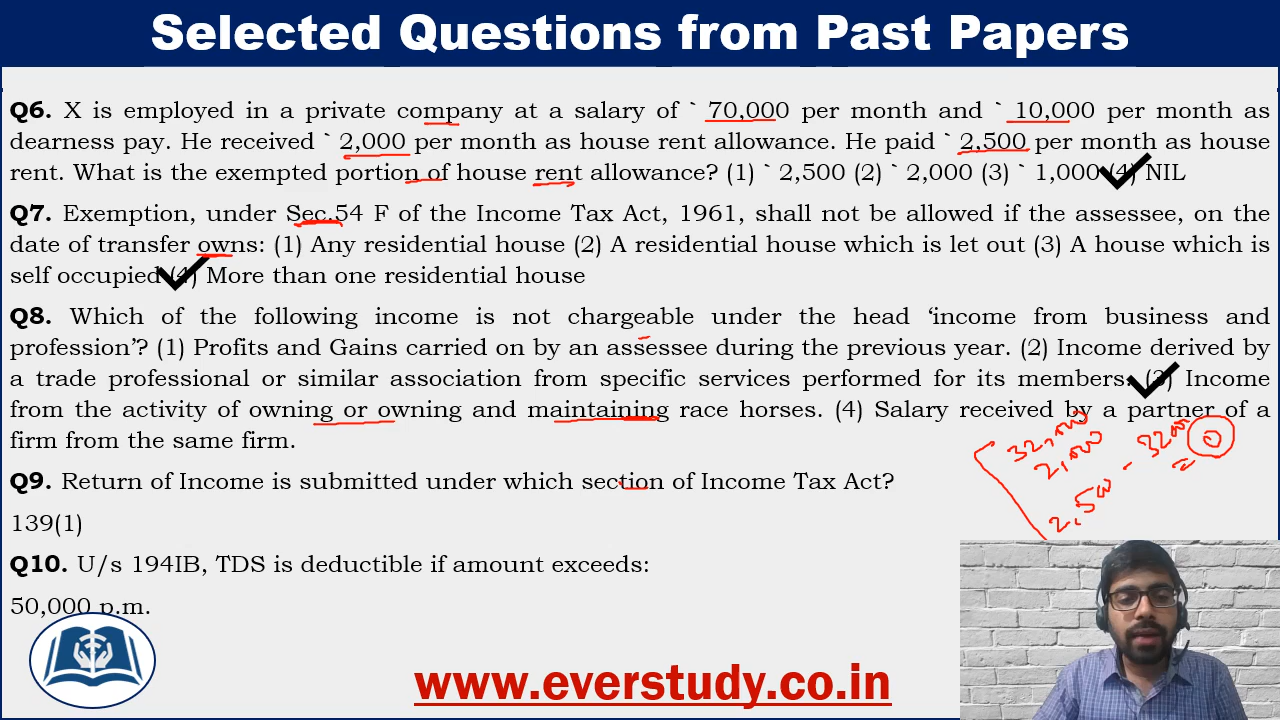 Selected Questions from Past Papers
Q6. X is employed in a private company at a salary of ` 70,000 per month and ` 10,000 per month as
dearness pay. He received ` 2,000 per month as house rent allowance. He paid ` 2,500 per month as house
rent. What is the exempted portion of house rent allowance? (1) ` 2,500 (2) ` 2,000 (3) ` 1,000 (4) NIL
Q7. Exemption, under Sec.54 F of the Income Tax Act, 1961, shall not be allowed if the assessee, on the
date of transfer owns: (1) Any residential house (2) A residential house which is let out (3) A house which is
self occupied (4) More than one residential house
Q8. Which of the following income is not chargeable under the head ‘income from business and
profession’? (1) Profits and Gains carried on by an assessee during the previous year. (2) Income derived by
a trade professional or similar association from specific services performed for its members. (3) Income
from the activity of owning or owning and maintaining race horses. (4) Salary received by a partner of a
firm from the same firm.
32,000
2,000
2,500 - 3200
0
Q9. Return of Income is submitted under which section of Income Tax Act?
139(1)
Q10. U/s 194IB, TDS is deductible if amount exceeds:
50,000 p.m.
www.everstudy.co.in